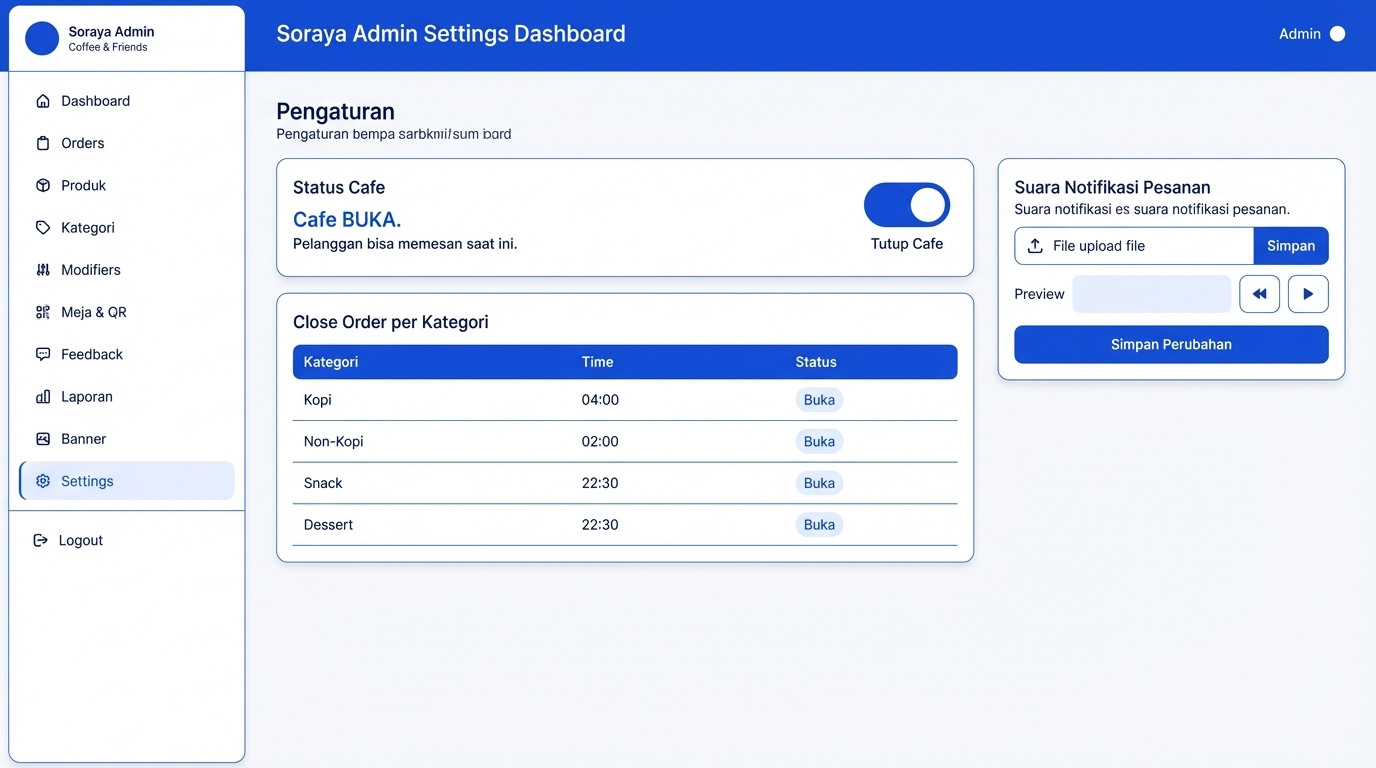 Soraya Admin
Coffee & Friends
Dashboard
Orders
Produk
Kategori
Modifiers
Meja & QR
Feedback
Laporan
Banner
Settings
Logout
Soraya Admin Settings Dashboard
Admin
Pengaturan
Pengaturan bempa
Status Cafe
Cafe BUKA.
Pelanggan bisa memesan saat ini.
Tutup Cafe
Close Order per Kategori
Kategori Time Status
Kopi 04:00 Buka
Non-Kopi 02:00 Buka
Snack 22:30 Buka
Dessert 22:30 Buka
Suara Notifikasi Pesanan
Suara notifikasi es suara notifikasi pesanan.
File upload file Simpan
Preview
Simpan Perubahan